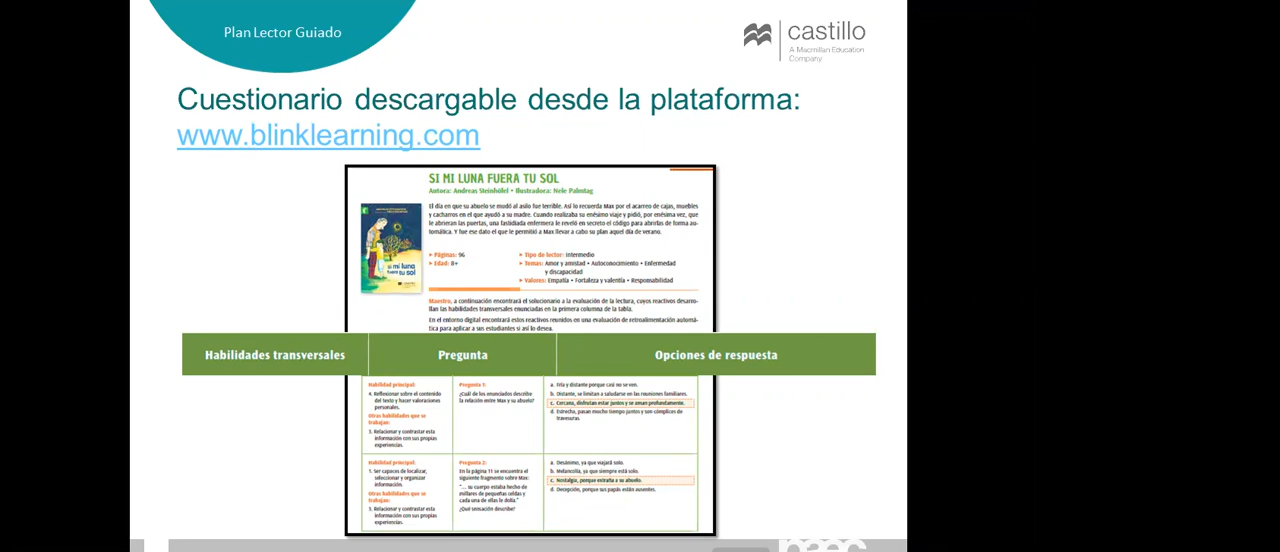 Plan Lector Guiado
castillo
A Macmillan Education
Company
Cuestionario descargable desde la plataforma:
www.blinklearning.com
SI MI LUNA FUERA TU SOL
Autora: Andreas Steinhöfel • Ilustradora: Nele Palmtag
El día en que su abuelo se mudó al asilo fue terrible. Así lo recuerda Max por el acarreo de cajas, muebles
y cacharros en el que ayudó a su madre. Cuando realizaba su enésimo viaje y pidió, por enésima vez, que
le abrieran las puertas, una fastidiada enfermera le reveló en secreto el código para abrirlas de forma au-
tomática. Y fue ese dato el que le permitió a Max llevar a cabo su plan aquel día de verano.
si mi luna
fuera tu sol
Páginas: 96
Edad: 8+
Tipo de lector: intermedio
Temas: Amor y amistad • Autoconocimiento • Enfermedad
y discapacidad
Valores: Empatía • Fortaleza y valentía • Responsabilidad
Maestro, a continuación encontrará el solucionario a la evaluación de la lectura, cuyos reactivos desarro-
llan las habilidades transversales enunciadas en la primera columna de la tabla.
En el entorno digital encontrará estos reactivos reunidos en una evaluación de retroalimentación automá-
tica para aplicar a sus estudiantes si así lo desea.
Habilidades transversales
Pregunta
Opciones de respuesta
Habilidad principal:
4. Reflexionar sobre el contenido
del texto y hacer valoraciones
personales.
Otras habilidades que se
trabajan:
3. Relacionar y contrastar esta
información con sus propias
experiencias.
Pregunta 1:
¿Cuál de los enunciados describe
la relación entre Max y su abuelo?
a. Fría y distante porque casi no se ven.
b. Distante, se limitan a saludarse en las reuniones familiares.
c. Cercana, disfrutan estar juntos y se aman profundamente.
d. Estrecha, pasan mucho tiempo juntos y son cómplices de
travesuras.
Habilidad principal:
1. Ser capaces de localizar,
seleccionar y organizar
información.
Otras habilidades que se
trabajan:
3. Relacionar y contrastar esta
información con sus propias
experiencias.
Pregunta 2:
En la página 11 se encuentra el
siguiente fragmento sobre Max:
"... su cuerpo estaba hecho de
millares de pequeñas celdas y
cada una de ellas le dolía."
¿Qué sensación describe?
a. Desánimo, ya que viajará solo.
b. Melancolía, ya que siempre está solo.
c. Nostalgia, porque extraña a su abuelo.
d. Decepción, porque sus papás están ausentes.